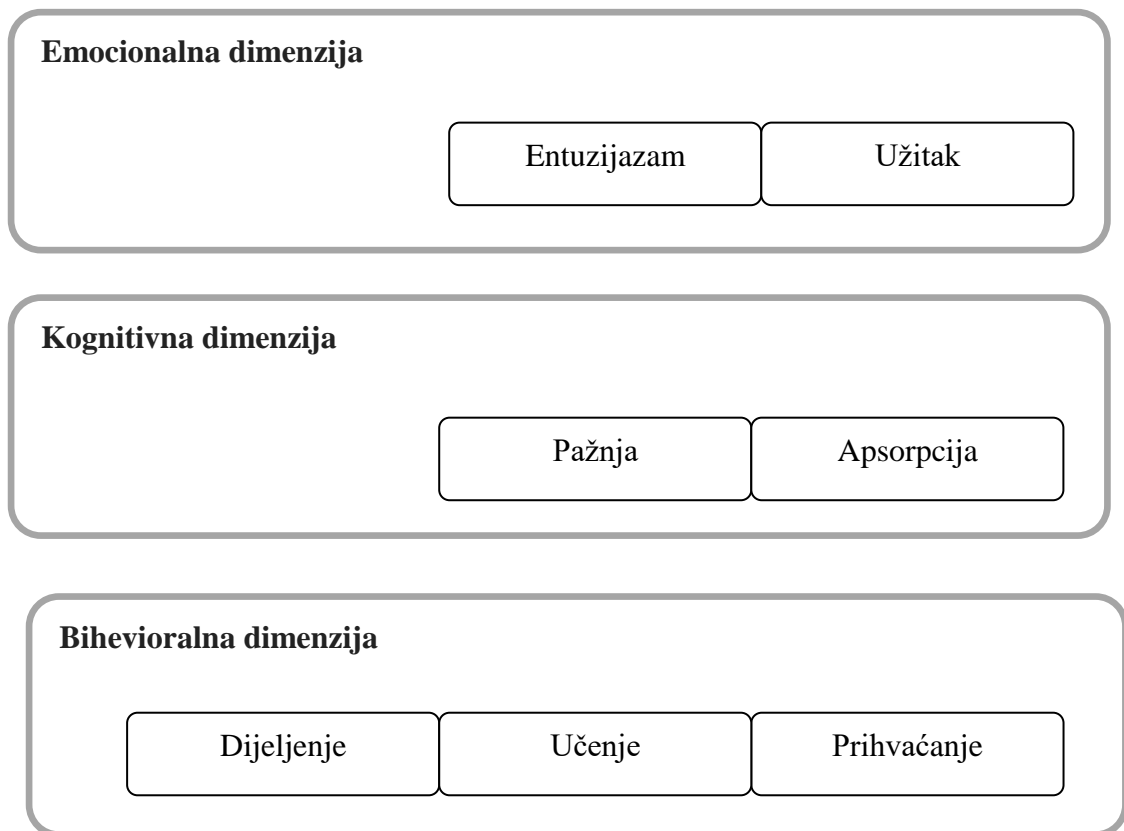 Emocionalna dimenzija
Entuzijazam
Užitak
Kognitivna dimenzija
Pažnja
Apsorpcija
Bihevioralna dimenzija
Dijeljenje
Učenje
Prihvaćanje